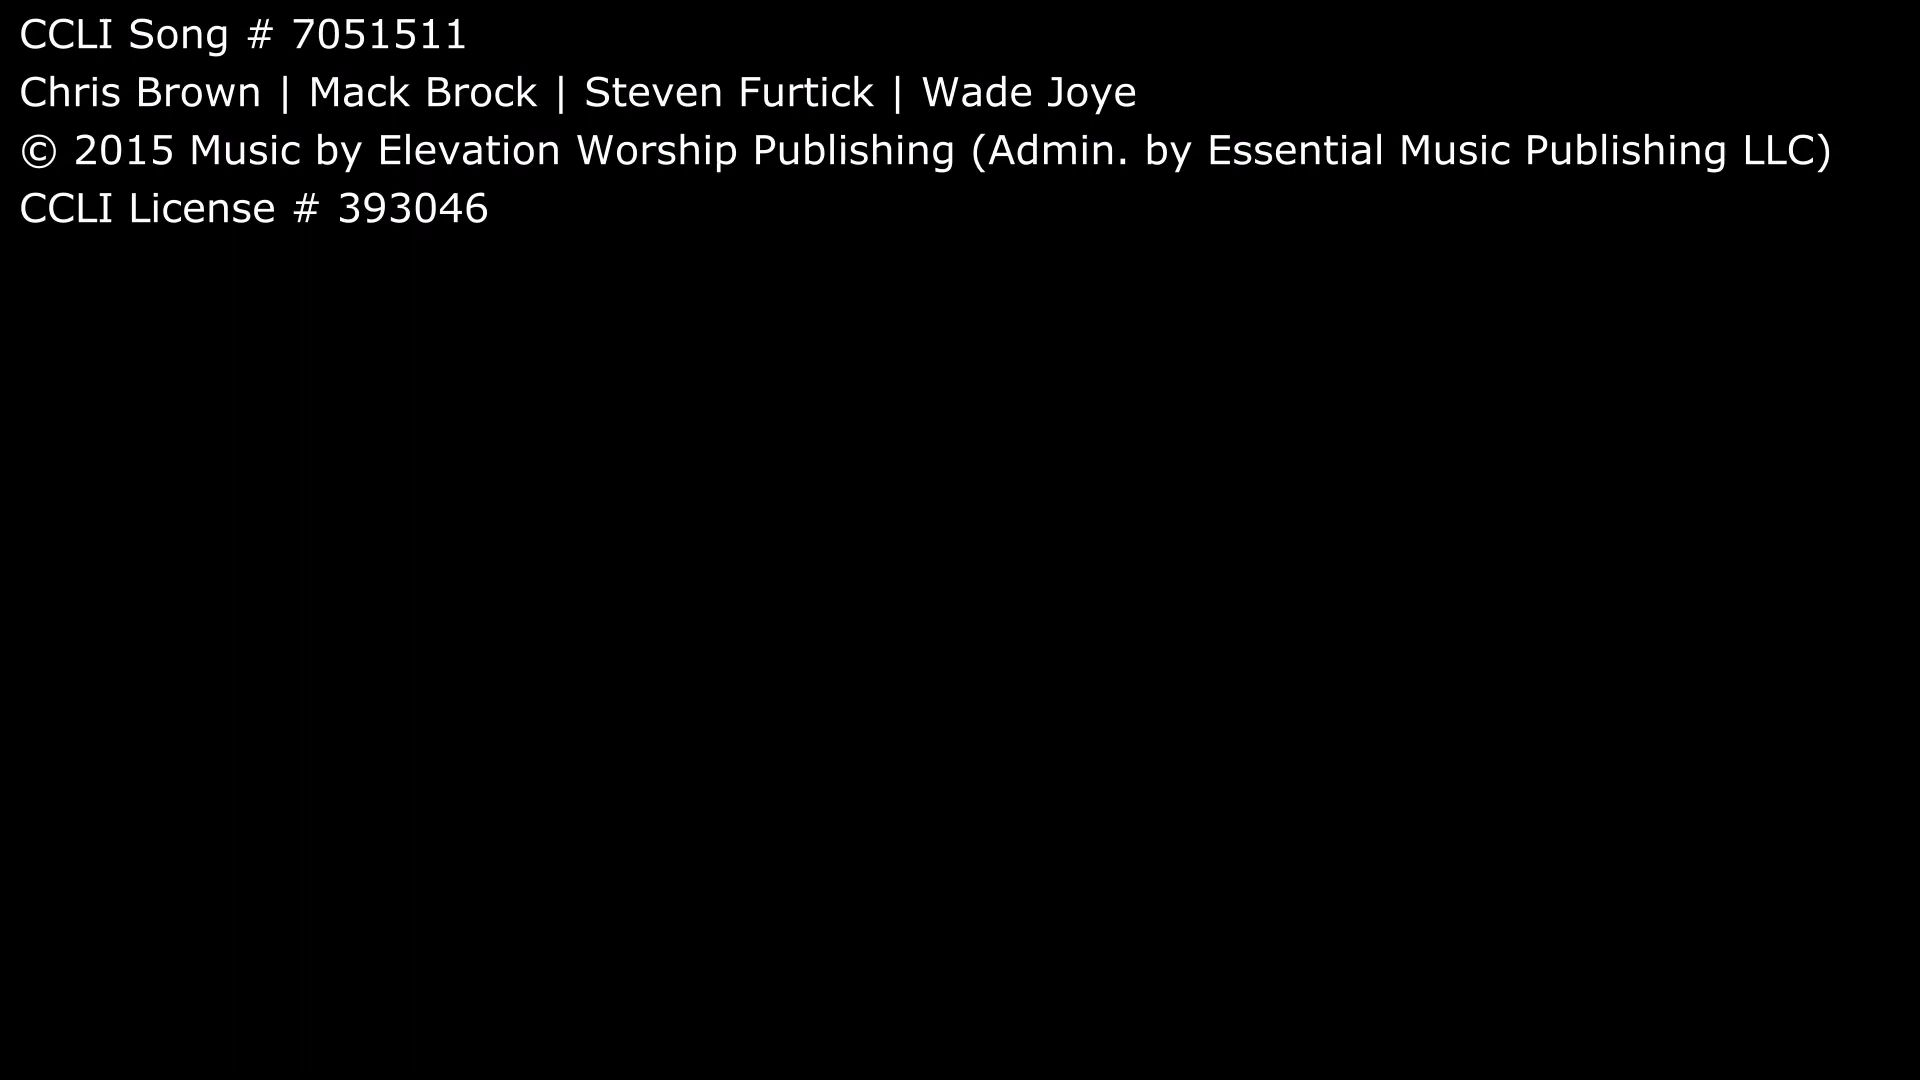 CCLI Song # 7051511
Chris Brown | Mack Brock | Steven Furtick | Wade Joye
© 2015 Music by Elevation Worship Publishing (Admin. by Essential Music Publishing LLC)
CCLI License # 393046